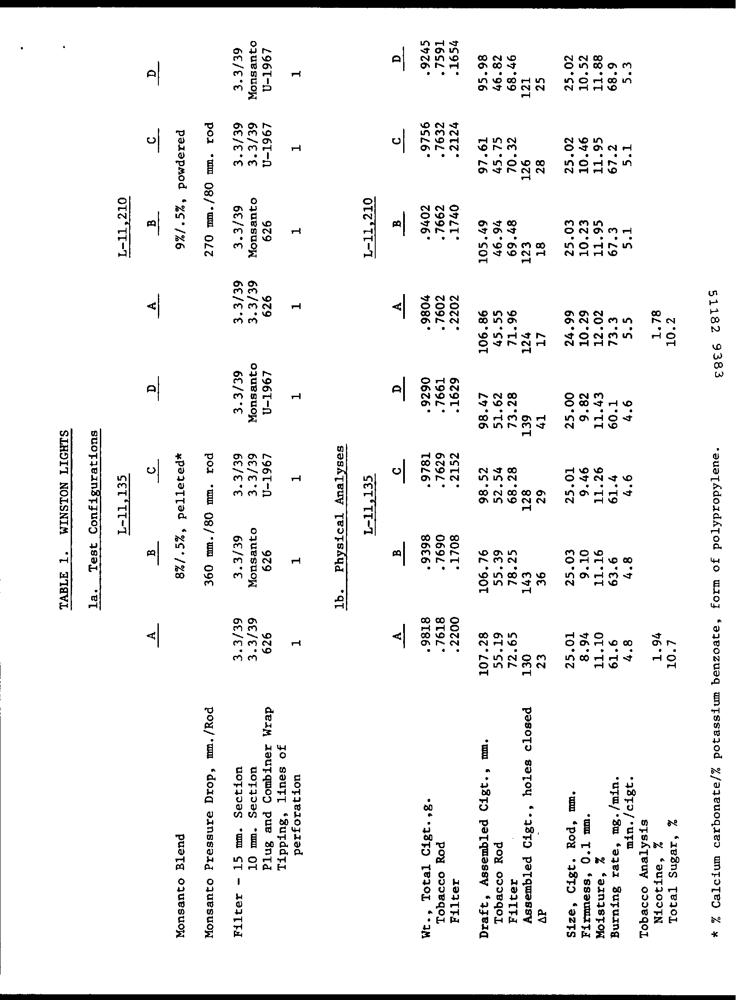 TABLE 1. WINSTON LIGHTS
1a. Test Configurations
L-11,135 L-11,210
A B C D A B C D
Monsanto Blend 8%/.5%, pelleted* 9%/.5%, powdered
Monsanto Pressure Drop, mm./Rod 360 mm./80 mm. rod 270 mm./80 mm. rod
Filter - 15 mm. Section 3.3/39 3.3/39 3.3/39 3.3/39 3.3/39 3.3/39 3.3/39 3.3/39
10 mm. Section 3.3/39 Monsanto 3.3/39 Monsanto 3.3/39 Monsanto 3.3/39 Monsanto
Plug and Combiner Wrap 626 626 U-1967 U-1967 626 626 U-1967 U-1967
Tipping, lines of
perforation 1 1 1 1 1 1 1 1
1b. Physical Analyses
L-11,135 L-11,210
A B C D A B C D
Wt., Total Cigt.,g. .9818 .9398 .9781 .9290 .9804 .9402 .9756 .9245
Tobacco Rod .7618 .7690 .7629 .7661 .7602 .7662 .7632 .7591
Filter .2200 .1708 .2152 .1629 .2202 .1740 .2124 .1654
Draft, Assembled Cigt., mm. 107.28 106.76 98.52 98.47 106.86 105.49 97.61 95.98
Tobacco Rod 55.19 55.39 52.54 51.62 45.55 46.94 45.75 46.82
Filter 72.65 78.25 68.28 73.28 71.96 69.48 70.32 68.46
Assembled Cigt., holes closed 130 143 128 139 124 123 126 121
ΔP 23 36 29 41 17 18 28 25
Size, Cigt. Rod, mm. 25.01 25.03 25.01 25.00 24.99 25.03 25.02 25.02
Firmness, 0.1 mm. 8.94 9.10 9.46 9.82 10.29 10.23 10.46 10.52
Moisture, % 11.10 11.16 11.26 11.43 12.02 11.95 11.95 11.88
Burning rate, mg./min. 61.6 63.6 61.4 60.1 73.3 67.3 67.2 68.9
min./cigt. 4.8 4.8 4.6 4.6 5.5 5.1 5.1 5.3
Tobacco Analysis
Nicotine, % 1.94 1.78
Total Sugar, % 10.7 10.2
* % Calcium carbonate/% potassium benzoate, form of polypropylene.
51182 9383